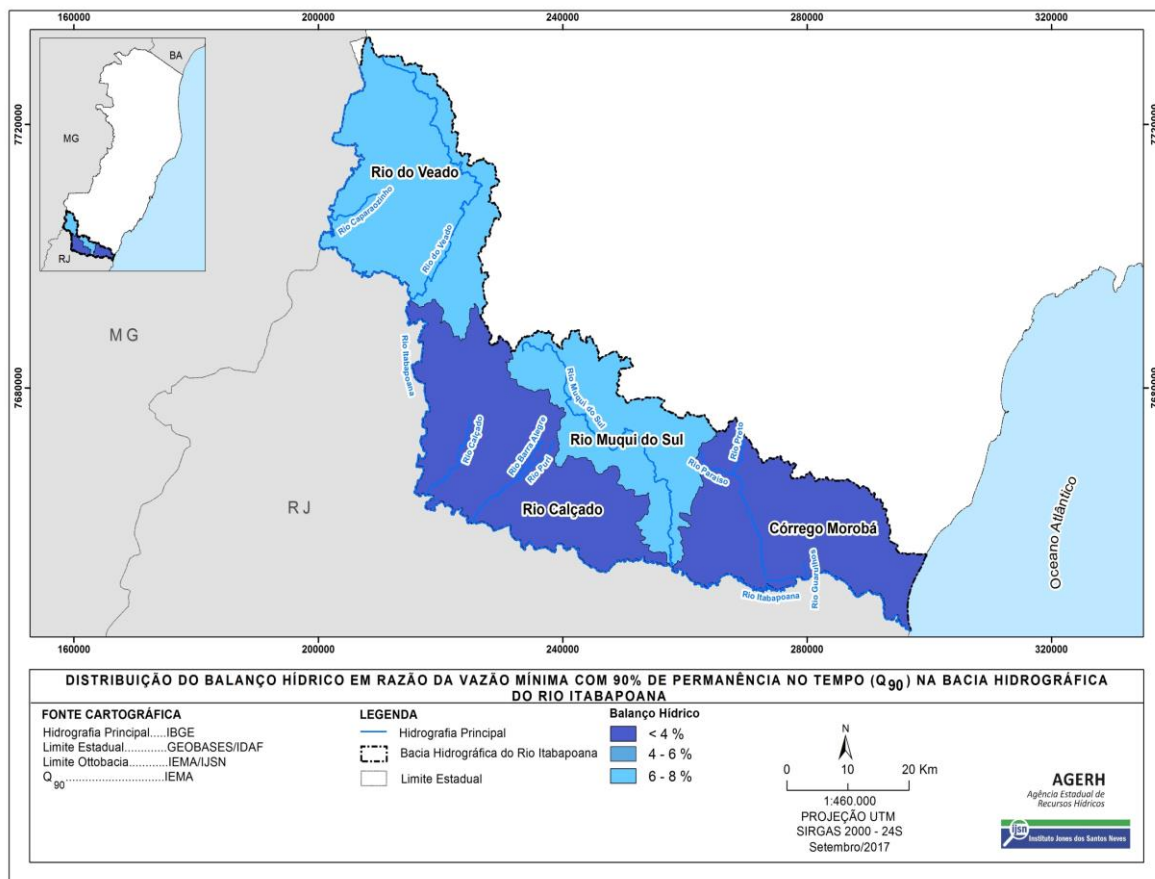 160000
200000
240000
280000
320000
7720000
7720000
BA
MG
RJ
Rio do Veado
Rio Caparaozinho
Rio do Veado
MG
Rio Itabapoana
7680000
7680000
Rio Muqui do Sul
Rio Muqui do Sul
Rio Preto
Rio Calçado
Rio Barra Alegre
Rio Puri
Rio Paraiso
RJ
Rio Calçado
Córrego Morobá
Oceano Atlântico
Rio Guarulhos
Rio Itabapoana
160000
200000
240000
280000
320000
DISTRIBUIÇÃO DO BALANÇO HÍDRICO EM RAZÃO DA VAZÃO MÍNIMA COM 90% DE PERMANÊNCIA NO TEMPO (Q90) NA BACIA HIDROGRÁFICA
DO RIO ITABAPOANA
FONTE CARTOGRÁFICA
Hidrografia Principal.....IBGE
Limite Estadual............GEOBASES/IDAF
Limite Ottobacia...........IEMA/IJSN
Q90...........................IEMA
LEGENDA
Hidrografia Principal
Bacia Hidrográfica do Rio Itabapoana
Limite Estadual
Balanço Hídrico
< 4 %
4 - 6 %
6 - 8 %
N
0 10 20 Km
1:460.000
PROJEÇÃO UTM
SIRGAS 2000 - 24S
Setembro/2017
AGERH
Agência Estadual de
Recursos Hídricos
ijsn
Instituto Jones dos Santos Neves